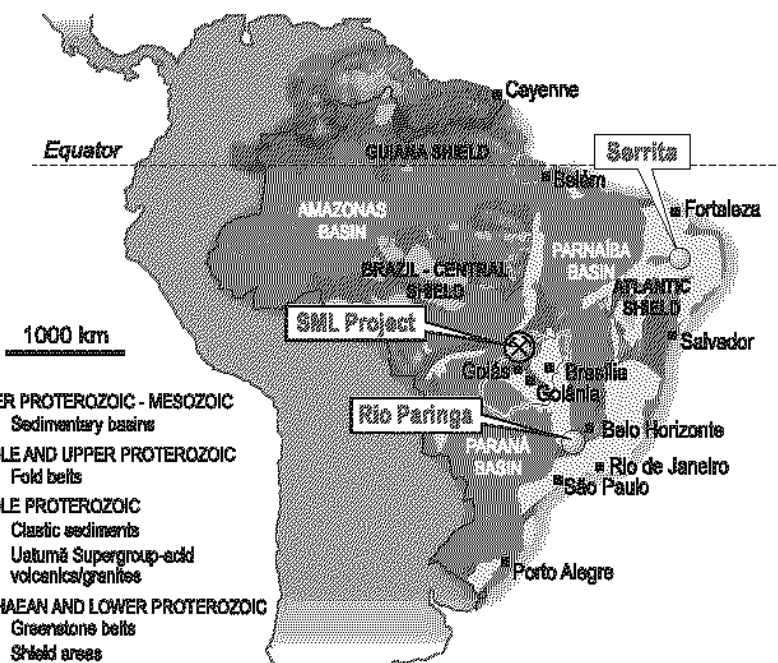 Cayenne
Equator
GUIANA SHIELD
Serrita
Belém
Fortaleza
AMAZONAS
BASIN
PARNAÍBA
BASIN
BRAZIL - CENTRAL
SHIELD
ATLANTIC
SHIELD
SML Project
1000 km
Salvador
Goiás
Brasília
Goiânia
Rio Paringa
Belo Horizonte
PARANÁ
BASIN
Rio de Janeiro
São Paulo
Porto Alegre
ER PROTEROZOIC - MESOZOIC
Sedimentary basins
LE AND UPPER PROTEROZOIC
Fold belts
LE PROTEROZOIC
Clastic sediments
Uatumã Supergroup-acid
volcanics/granites
HAEAN AND LOWER PROTEROZOIC
Greenstone belts
Shield areas